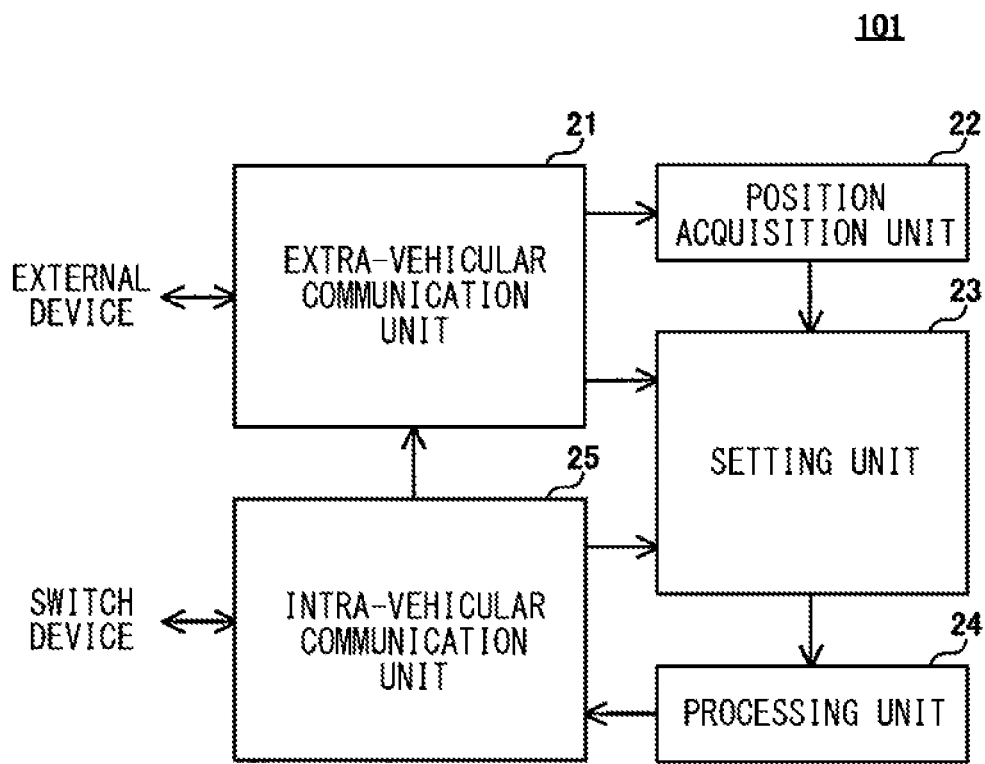 101
21
22
EXTRA-VEHICULAR
COMMUNICATION
UNIT
POSITION
ACQUISITION UNIT
EXTERNAL
DEVICE
23
SETTING UNIT
25
INTRA-VEHICULAR
COMMUNICATION
UNIT
SWITCH
DEVICE
24
PROCESSING UNIT